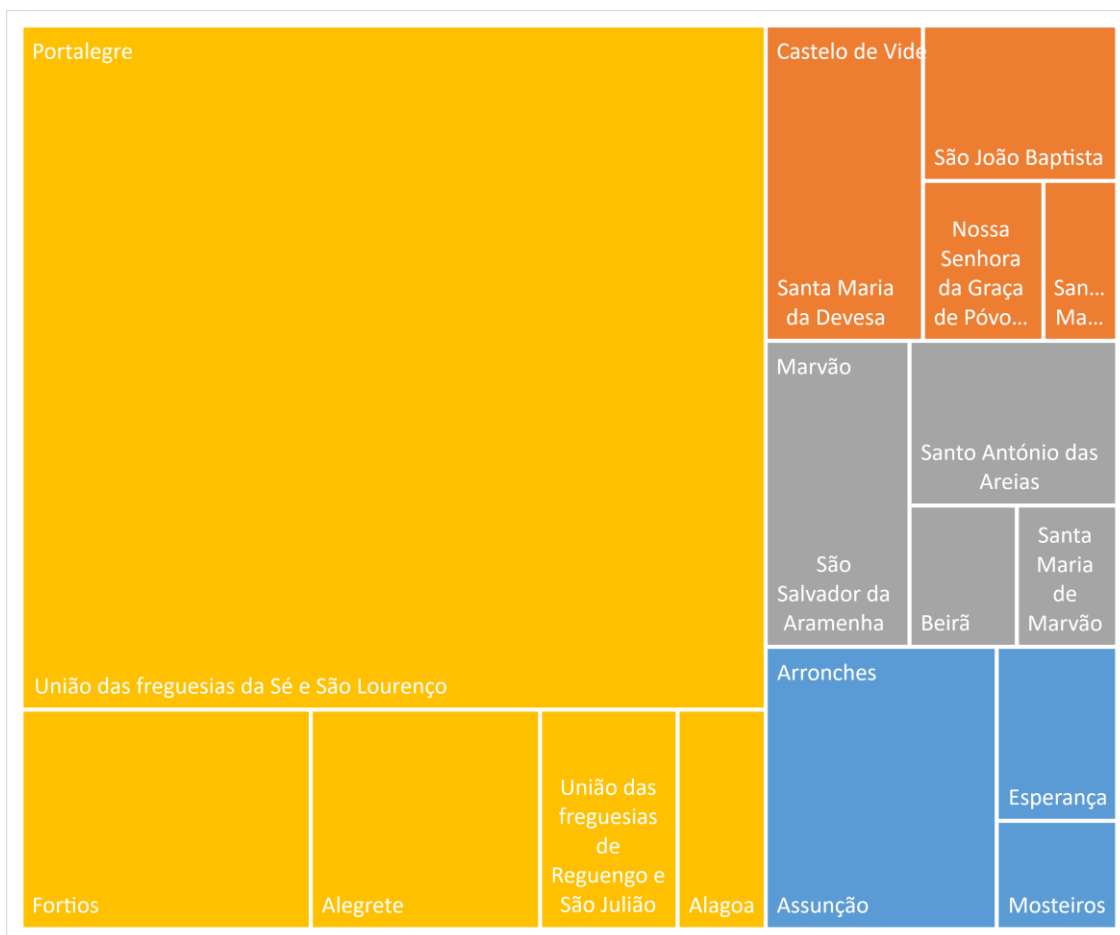 Portalegre
União das freguesias da Sé e São Lourenço
Fortios
Alegrete
União das
freguesias
de
Reguengo e
São Julião
Alagoa
Castelo de Vide
Santa Maria
da Devesa
São João Baptista
Nossa
Senhora
da Graça
de Póvo...
San...
Ma...
Marvão
São
Salvador da
Aramenha
Santo António das
Areias
Beirã
Santa
Maria
de
Marvão
Arronches
Assunção
Esperança
Mosteiros